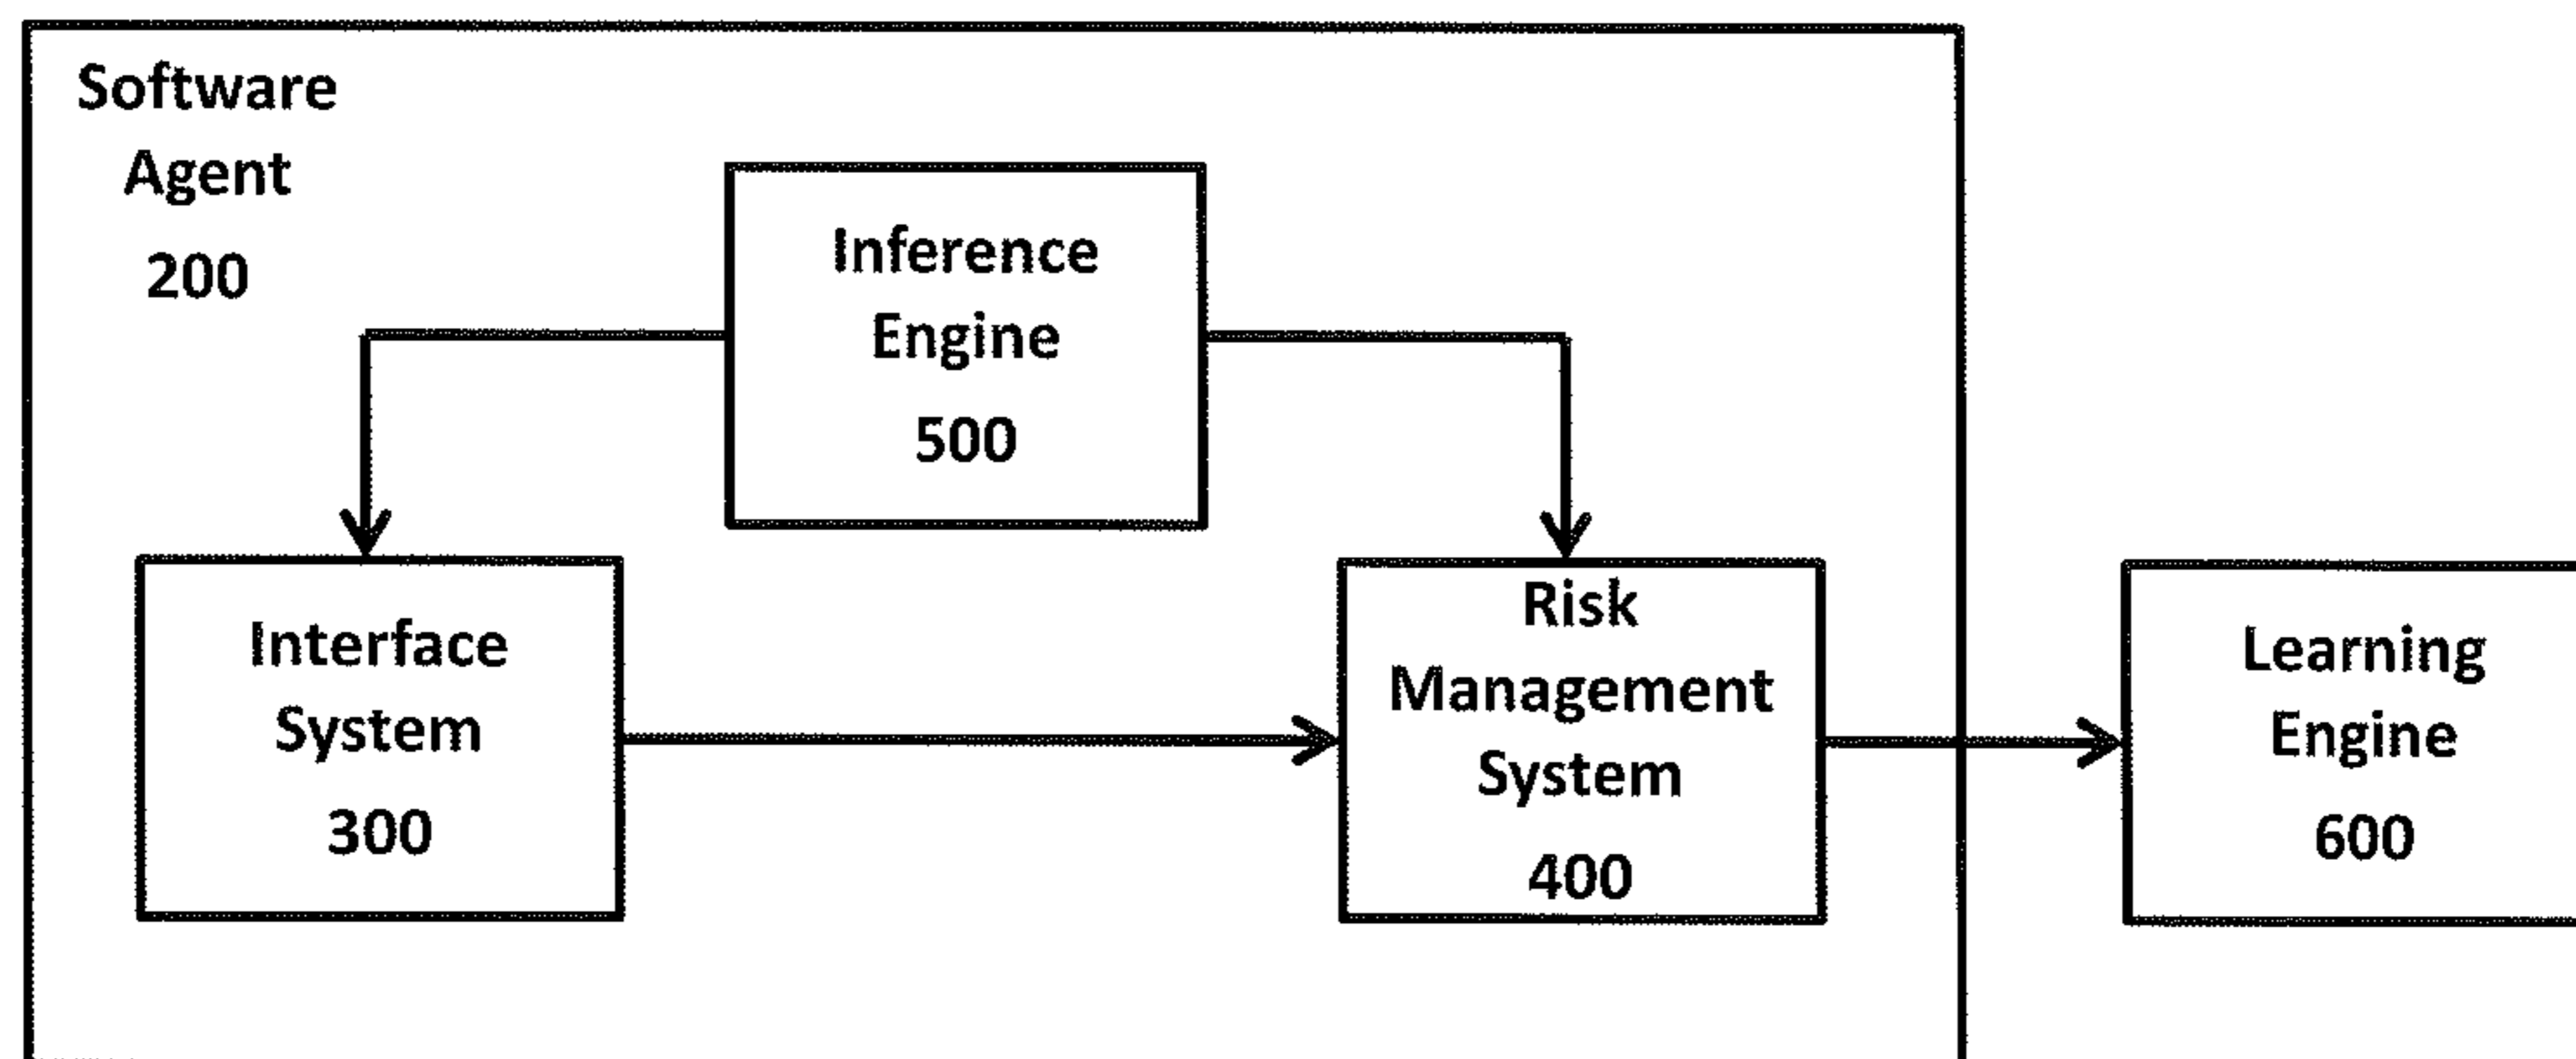 Software
Agent
200
Inference
Engine
500
Interface
System
300
Risk
Management
System
400
Learning
Engine
600